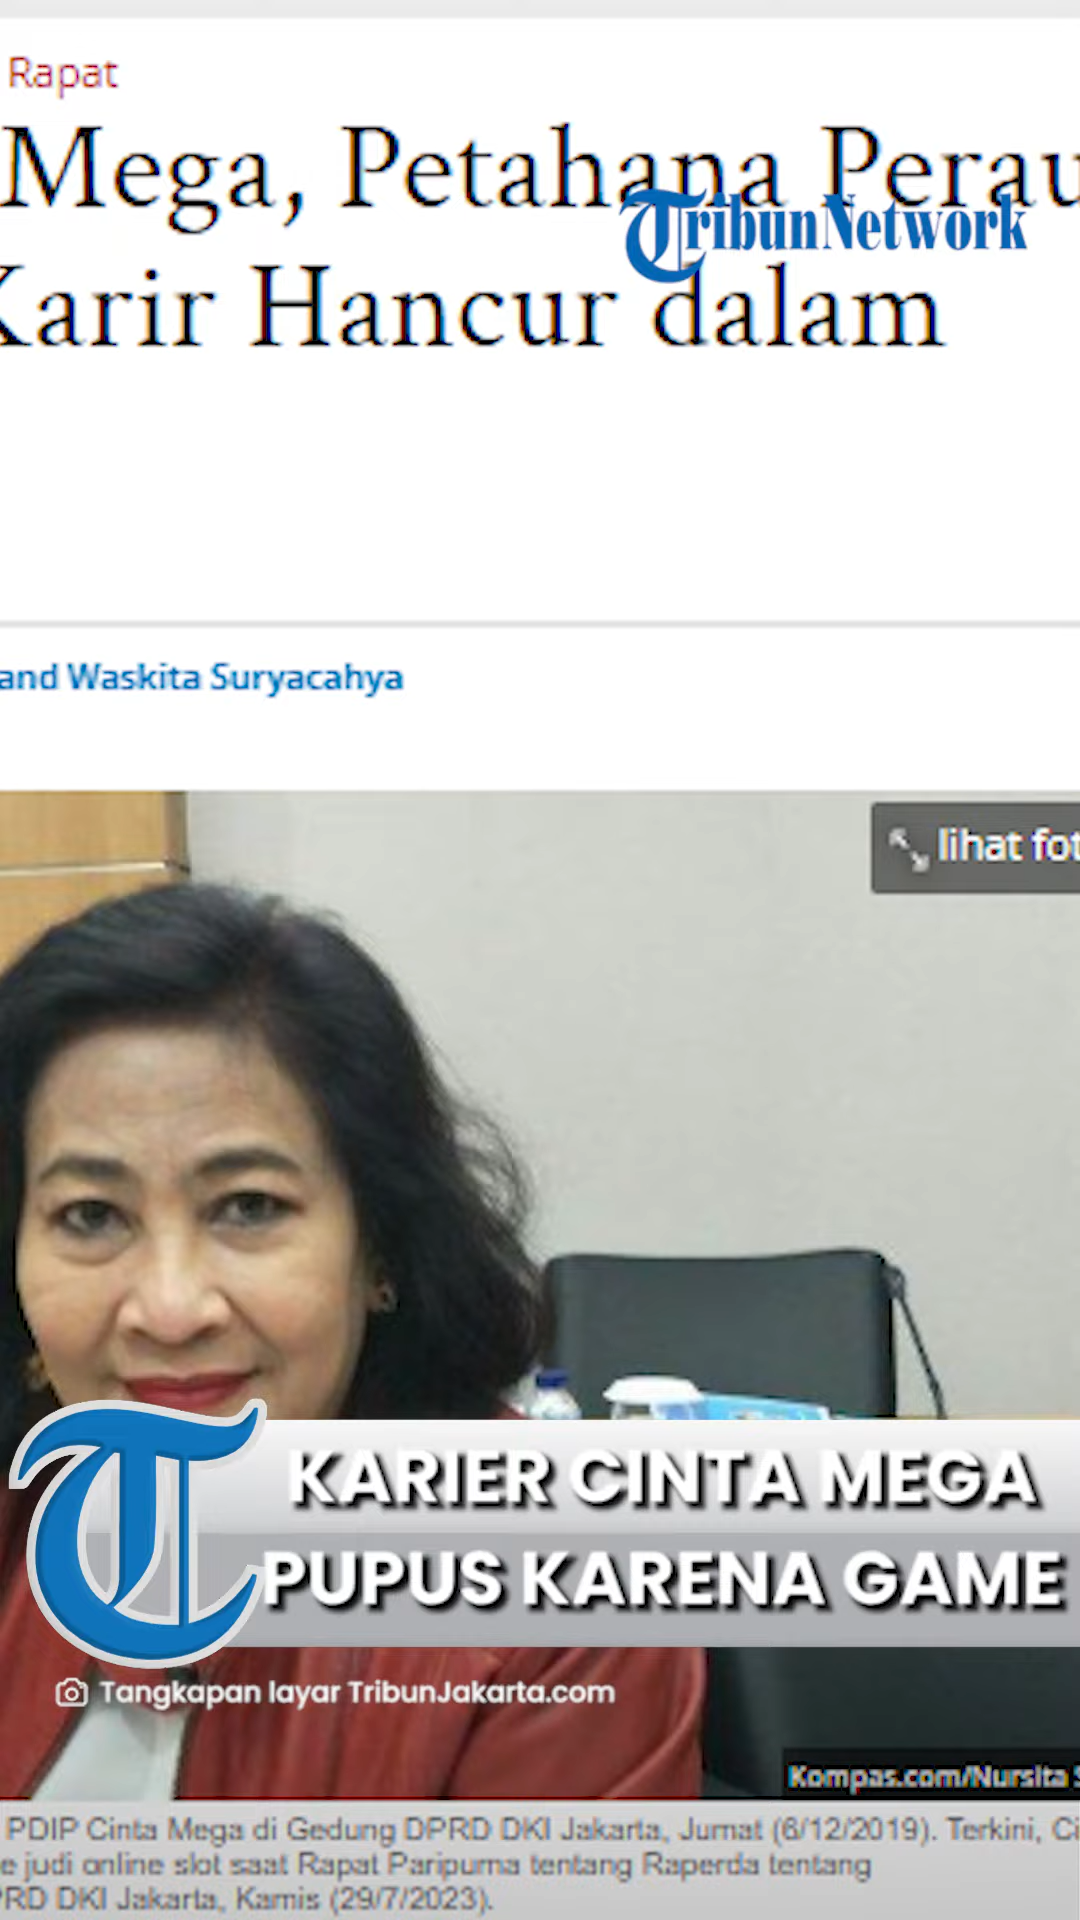 Rapat
Mega, Petahana Perau
TribunNetwork
Karir Hancur dalam
and Waskita Suryacahya
lihat fot
KARIER CINTA MEGA
PUPUS KARENA GAME
Tangkapan layar TribunJakarta.com
Kompas.com/Nursita S
PDIP Cinta Mega di Gedung DPRD DKI Jakarta, Jumat (6/12/2019). Terkini, Ci
e judi online slot saat Rapat Paripurna tentang Raperda tentang
PRD DKI Jakarta, Kamis (29/7/2023).